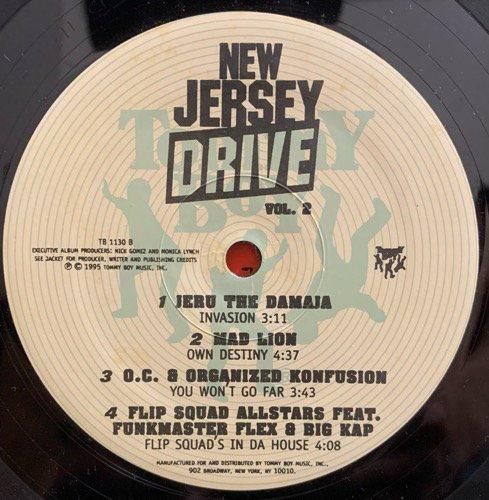 NEW
JERSEY
DRIVE
VOL. 2
TOMMY
BOY
TB 1130 B
EXECUTIVE ALBUM PRODUCERS: NICK GOMEZ AND MONICA LYNCH
SEE JACKET FOR PRODUCER, WRITER AND PUBLISHING CREDITS
℗ © 1995 TOMMY BOY MUSIC, INC.
1 JERU THE DAMAJA
INVASION 3:11
2 MAD LION
OWN DESTINY 4:37
3 O.C. & ORGANIZED KONFUSION
YOU WON'T GO FAR 3:43
4 FLIP SQUAD ALLSTARS FEAT.
FUNKMASTER FLEX & BIG KAP
FLIP SQUAD'S IN DA HOUSE 4:08
MANUFACTURED FOR AND DISTRIBUTED BY TOMMY BOY MUSIC, INC.,
902 BROADWAY, NEW YORK, NY 10010.